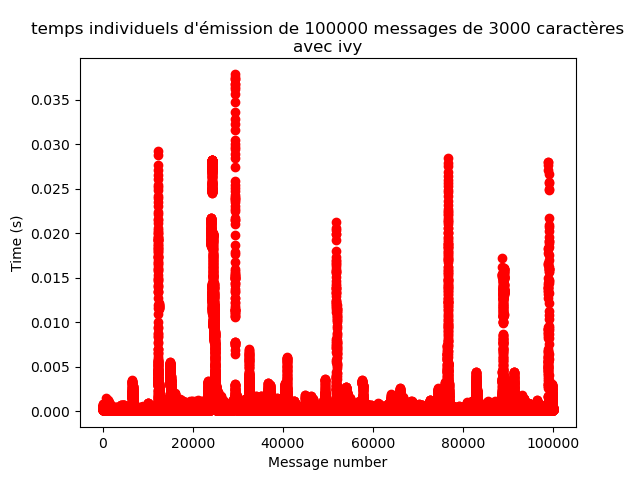 temps individuels d'émission de 100000 messages de 3000 caractères
avec ivy
0.035
0.030
0.025
0.020
0.015
0.010
0.005
0.000
Time (s)
0 20000 40000 60000 80000 100000
Message number